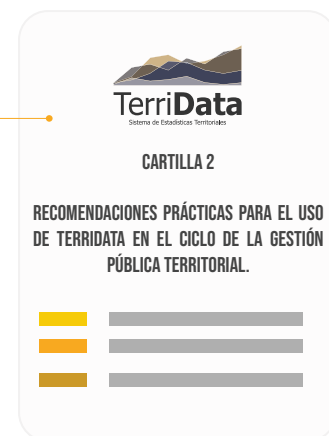 TerriData
Sistema de Estadísticas Territoriales
CARTILLA 2
RECOMENDACIONES PRÁCTICAS PARA EL USO
DE TERRIDATA EN EL CICLO DE LA GESTIÓN
PÚBLICA TERRITORIAL.